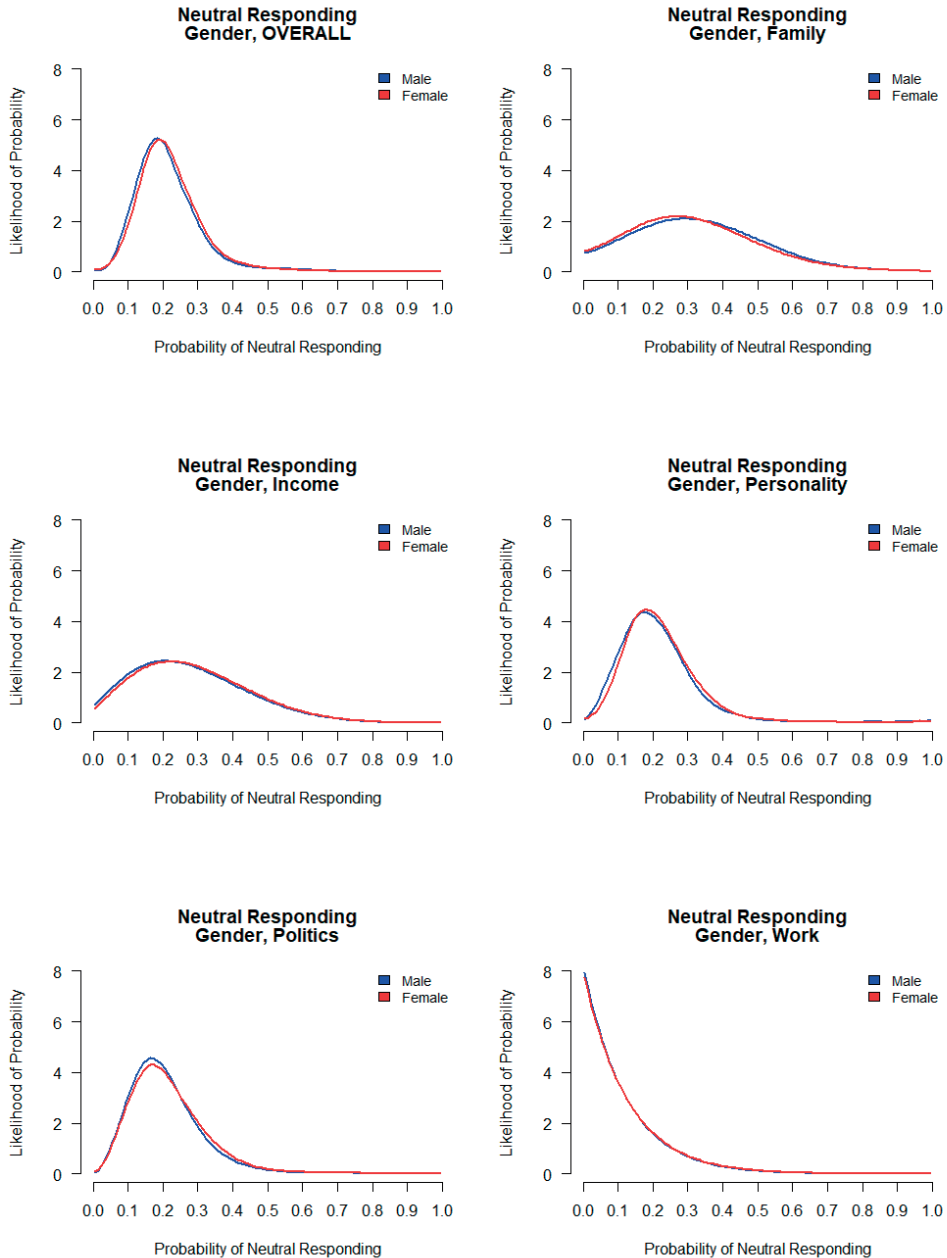 Neutral Responding
Gender, OVERALL
Likelihood of Probability
8
6
4
2
0
Male
Female
0.0 0.1 0.2 0.3 0.4 0.5 0.6 0.7 0.8 0.9 1.0
Probability of Neutral Responding
Neutral Responding
Gender, Family
Likelihood of Probability
8
6
4
2
0
Male
Female
0.0 0.1 0.2 0.3 0.4 0.5 0.6 0.7 0.8 0.9 1.0
Probability of Neutral Responding
Neutral Responding
Gender, Income
Likelihood of Probability
8
6
4
2
0
Male
Female
0.0 0.1 0.2 0.3 0.4 0.5 0.6 0.7 0.8 0.9 1.0
Probability of Neutral Responding
Neutral Responding
Gender, Personality
Likelihood of Probability
8
6
4
2
0
Male
Female
0.0 0.1 0.2 0.3 0.4 0.5 0.6 0.7 0.8 0.9 1.0
Probability of Neutral Responding
Neutral Responding
Gender, Politics
Likelihood of Probability
8
6
4
2
0
Male
Female
0.0 0.1 0.2 0.3 0.4 0.5 0.6 0.7 0.8 0.9 1.0
Probability of Neutral Responding
Neutral Responding
Gender, Work
Likelihood of Probability
8
6
4
2
0
Male
Female
0.0 0.1 0.2 0.3 0.4 0.5 0.6 0.7 0.8 0.9 1.0
Probability of Neutral Responding